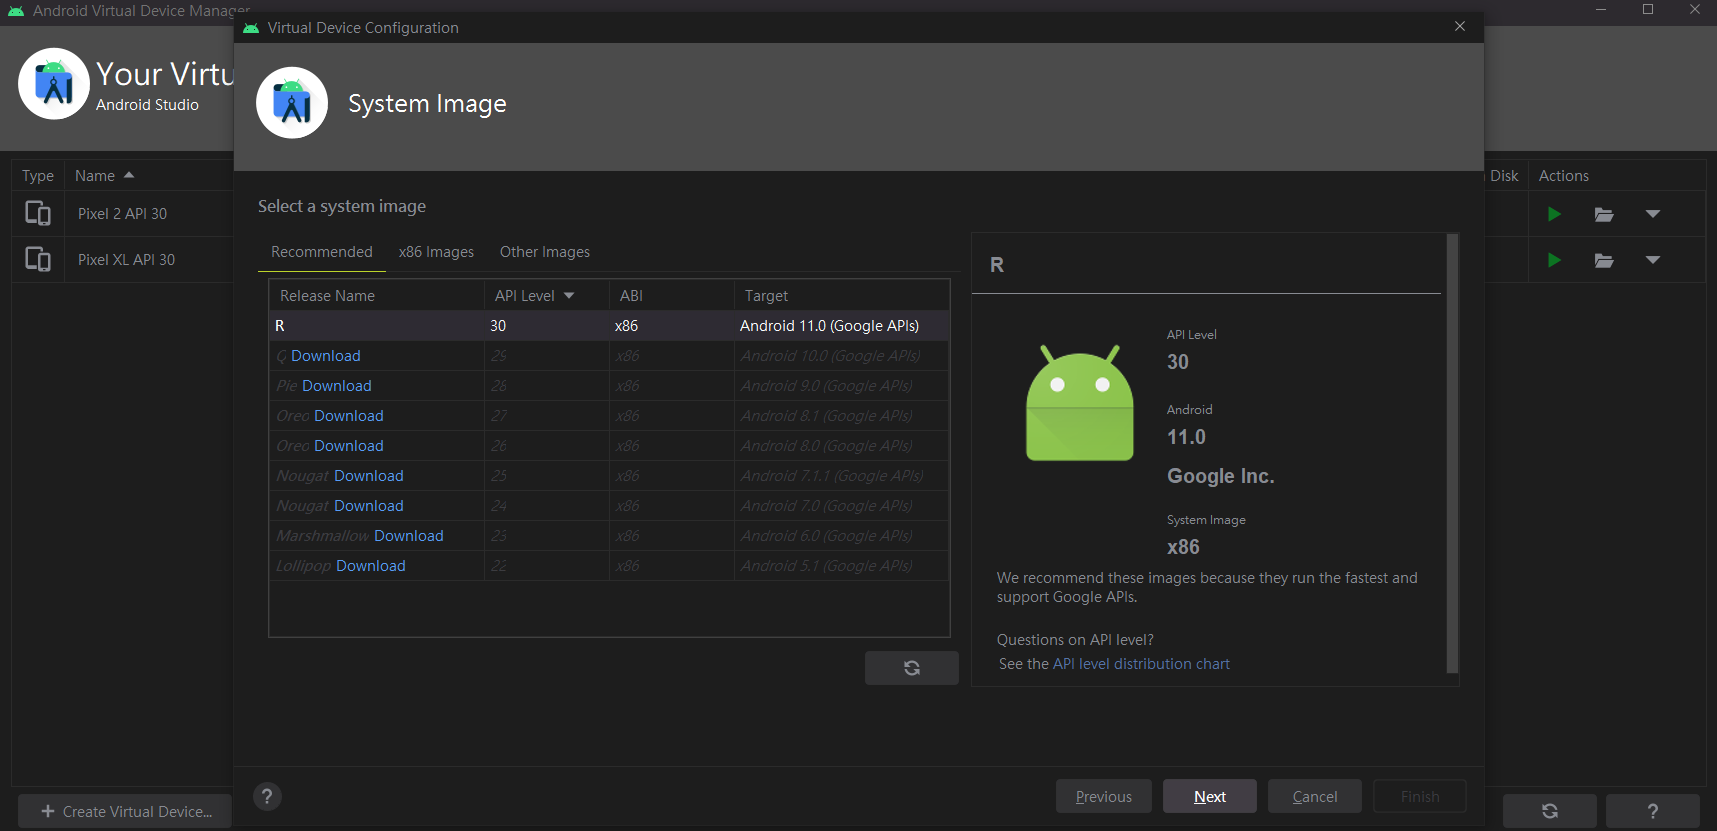 Android Virtual Device Manager
Virtual Device Configuration
Your Virtu
Android Studio
System Image
Type Name Disk Actions
Pixel 2 API 30
Pixel XL API 30
Select a system image
Recommended x86 Images Other Images
Release Name API Level ABI Target
R 30 x86 Android 11.0 (Google APIs)
Q Download 29 x86 Android 10.0 (Google APIs)
Pie Download 28 x86 Android 9.0 (Google APIs)
Oreo Download 27 x86 Android 8.1 (Google APIs)
Oreo Download 26 x86 Android 8.0 (Google APIs)
Nougat Download 25 x86 Android 7.1.1 (Google APIs)
Nougat Download 24 x86 Android 7.0 (Google APIs)
Marshmallow Download 23 x86 Android 6.0 (Google APIs)
Lollipop Download 22 x86 Android 5.1 (Google APIs)
R
API Level
30
Android
11.0
Google Inc.
System Image
x86
We recommend these images because they run the fastest and
support Google APIs.
Questions on API level?
See the API level distribution chart
? Previous Next Cancel Finish
+ Create Virtual Device... ?